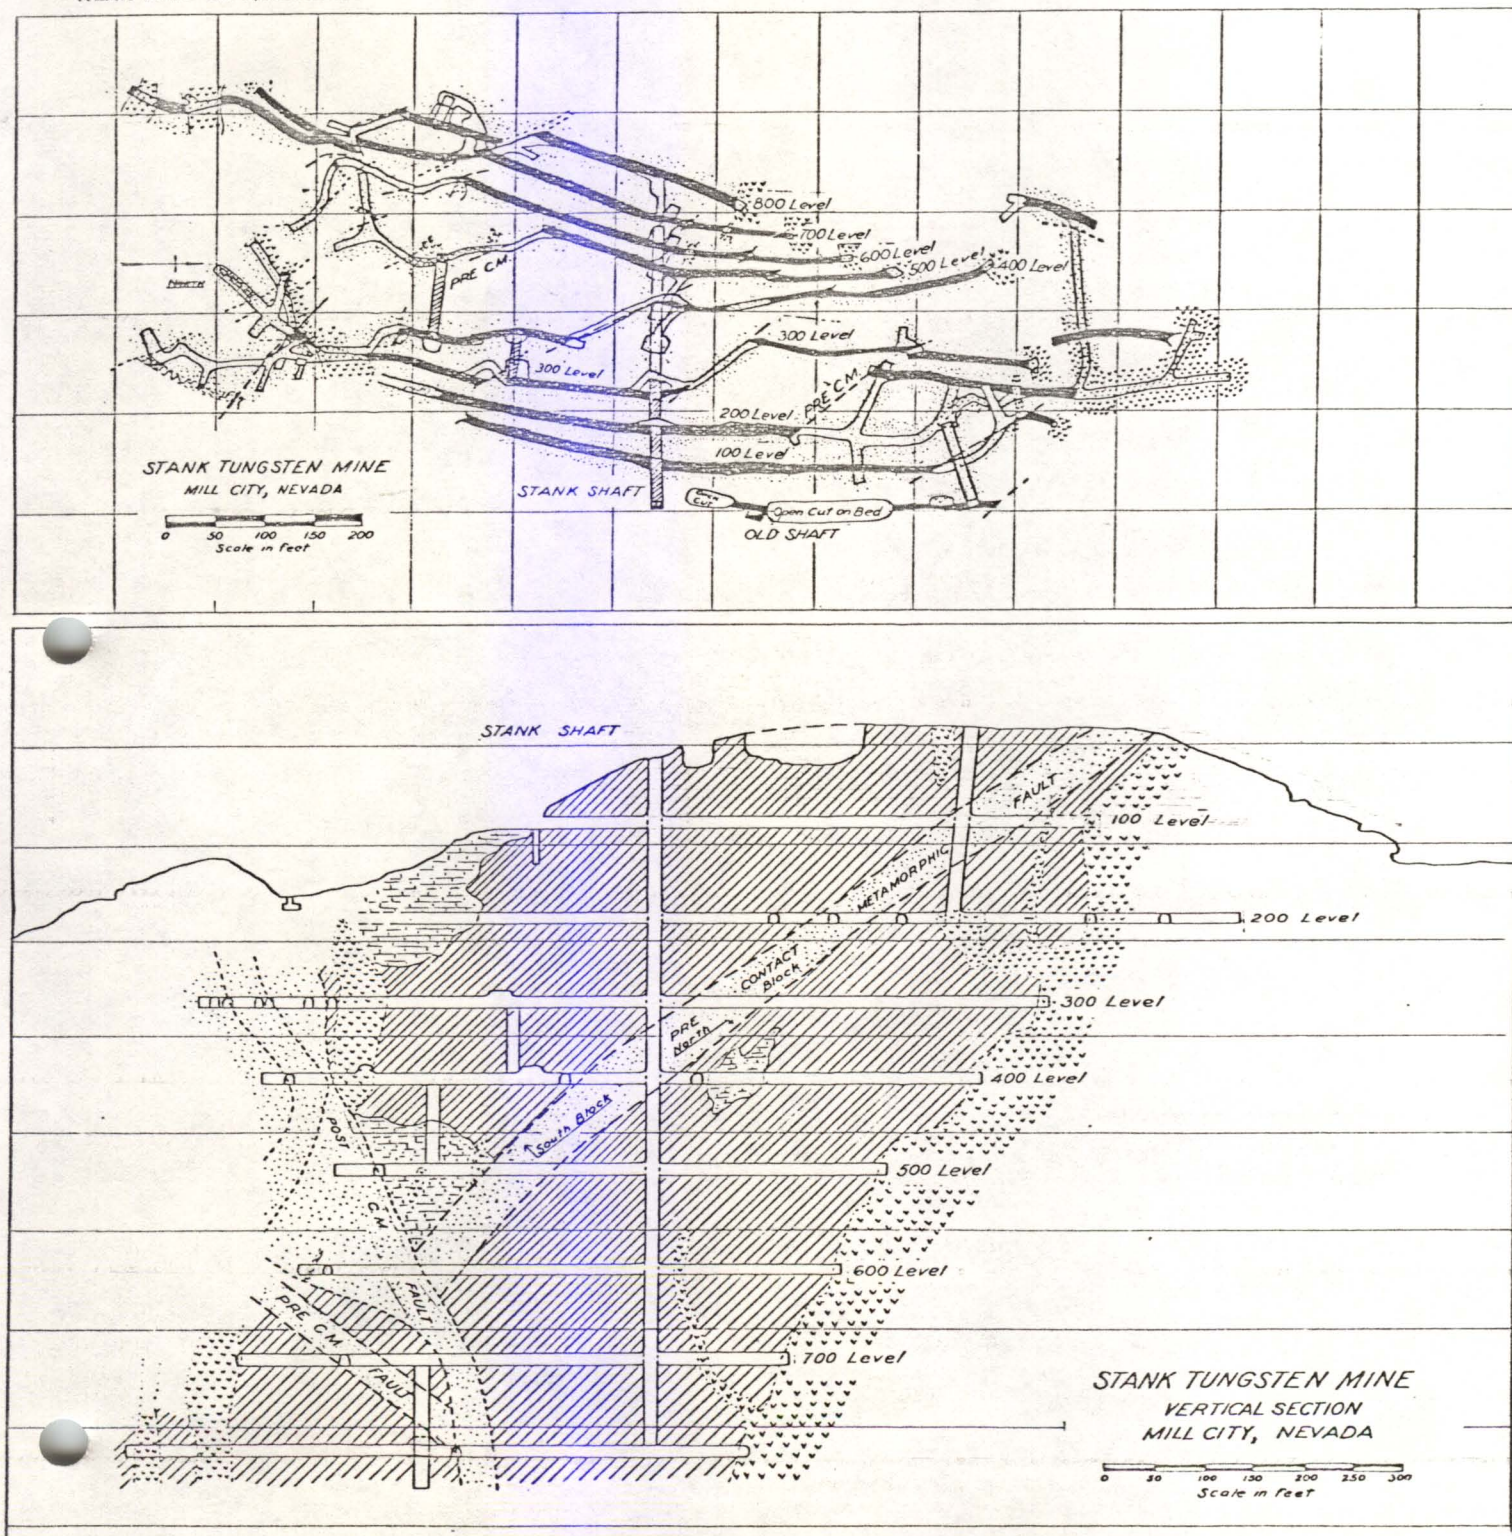 800 Level
700 Level
600 Level
500 Level
400 Level
PRE C.M.
NORTH
300 Level
300 Level
PRE C.M.
200 Level
100 Level
STANK TUNGSTEN MINE
MILL CITY, NEVADA
0 50 100 150 200
Scale in feet
STANK SHAFT
Open Cut
Open Cut on Bed
OLD SHAFT
STANK SHAFT
FAULT
100 Level
METAMORPHIC
200 Level
CONTACT
Block
300 Level
PRE
North
400 Level
POST
South Block
500 Level
C.M.
600 Level
FAULT
PRE C.M.
FAULT
700 Level
STANK TUNGSTEN MINE
VERTICAL SECTION
MILL CITY, NEVADA
0 50 100 150 200 250 300
Scale in feet